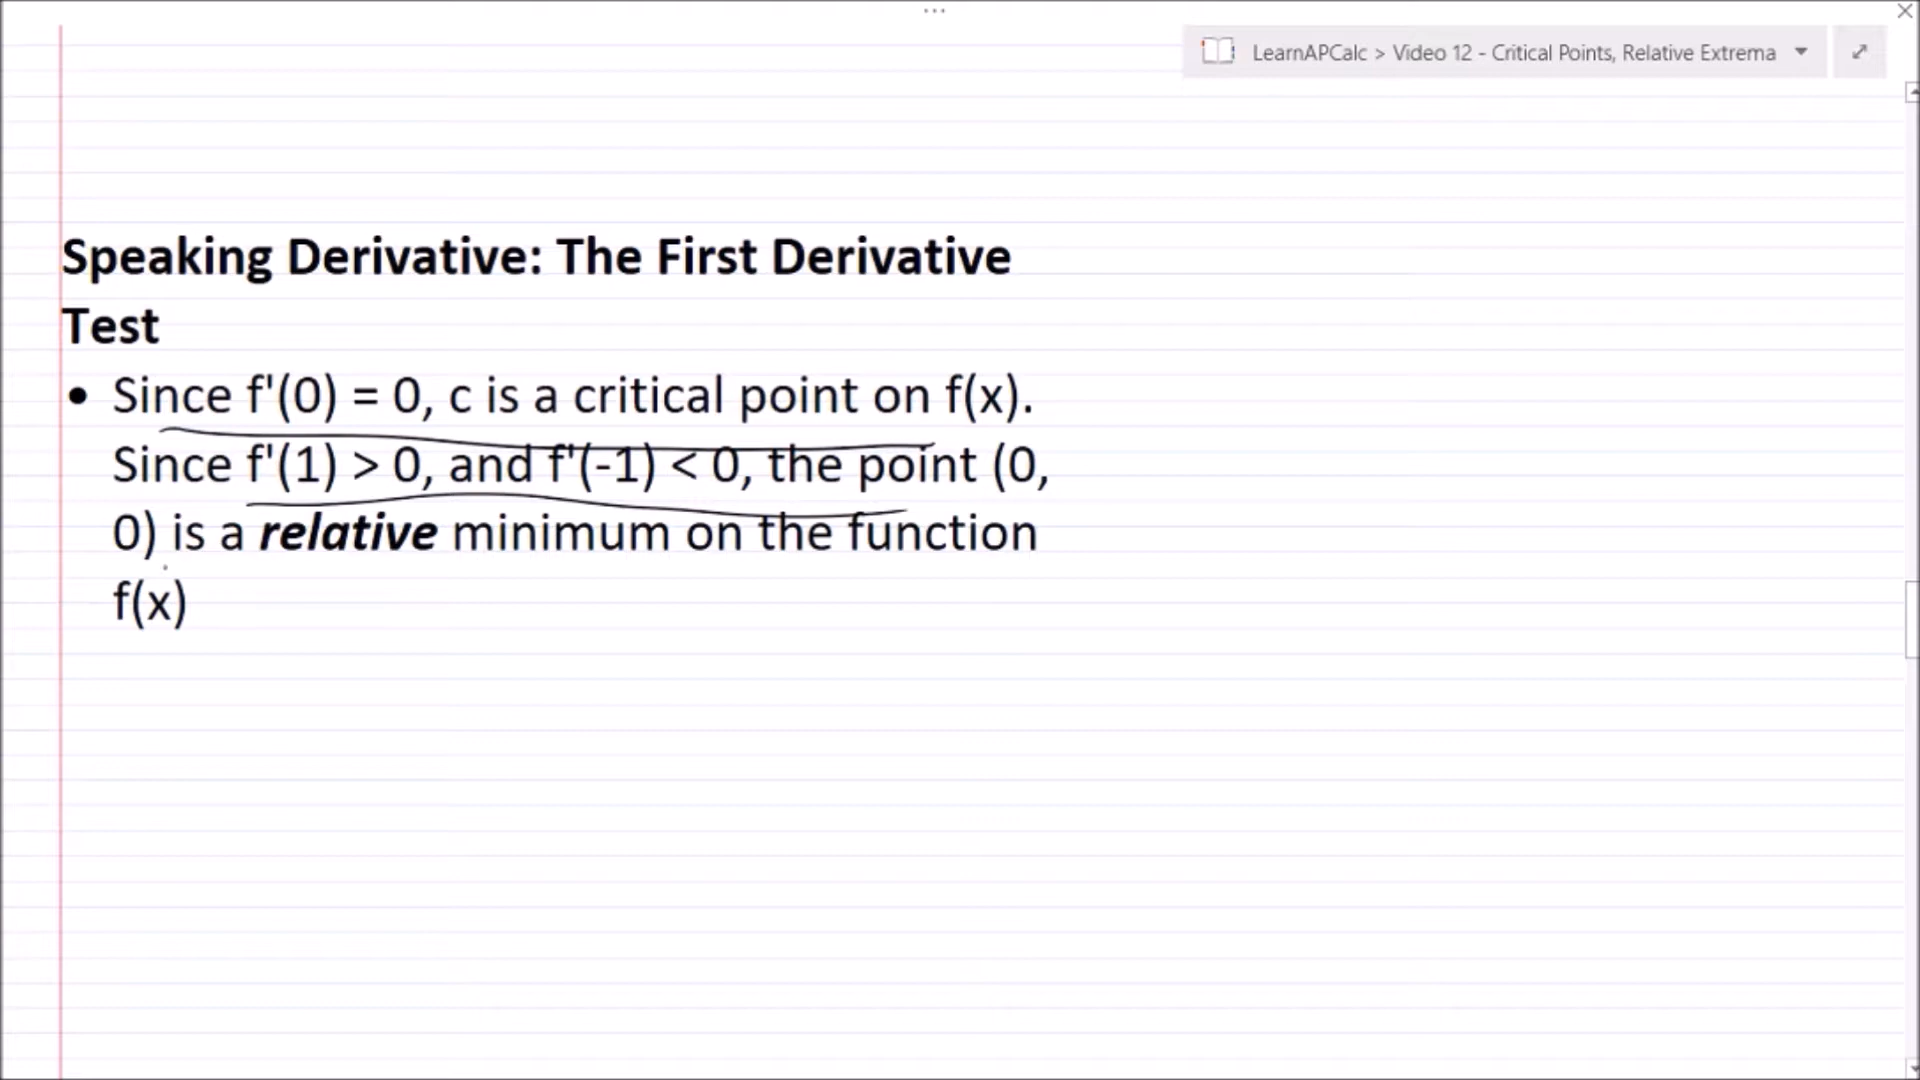 LearnAPCalc > Video 12 - Critical Points, Relative Extrema
Speaking Derivative: The First Derivative
Test
• Since f'(0) = 0, c is a critical point on f(x).
Since f'(1) > 0, and f'(-1) < 0, the point (0,
0) is a relative minimum on the function
f(x)